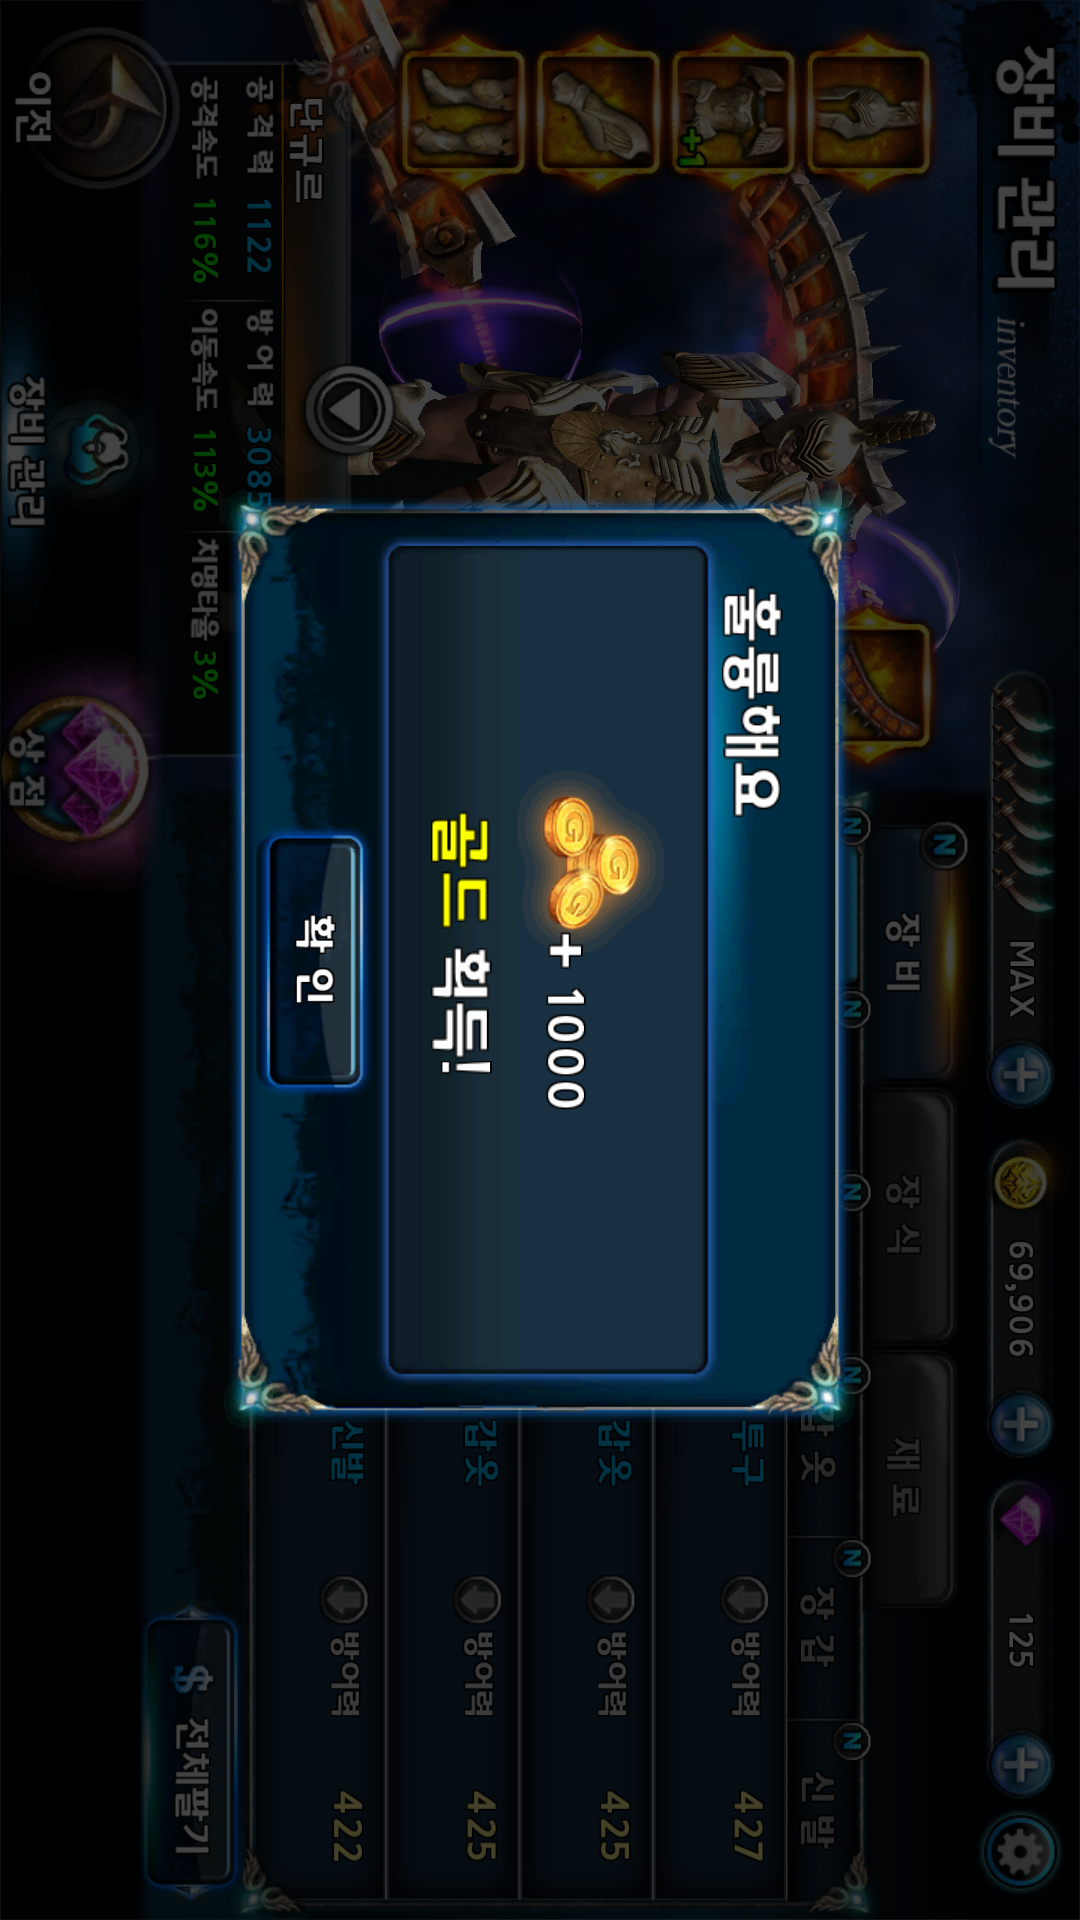 장비 관리 inventory
MAX
69,906
125
N
장 비
장 식
재 료
N
N
N
N
갑 옷
N
장 갑
N
신 발
+1
훌륭해요
+ 1000
골드 획득!
확 인
투구
방어력
427
갑옷
방어력
425
갑옷
방어력
425
신발
방어력
422
낚규르
공 격 력 1122
방 어 력 3085
공격속도 116%
이동속도 113%
치명타율 3%
$ 전체팔기
이전
장비 관리
상 점